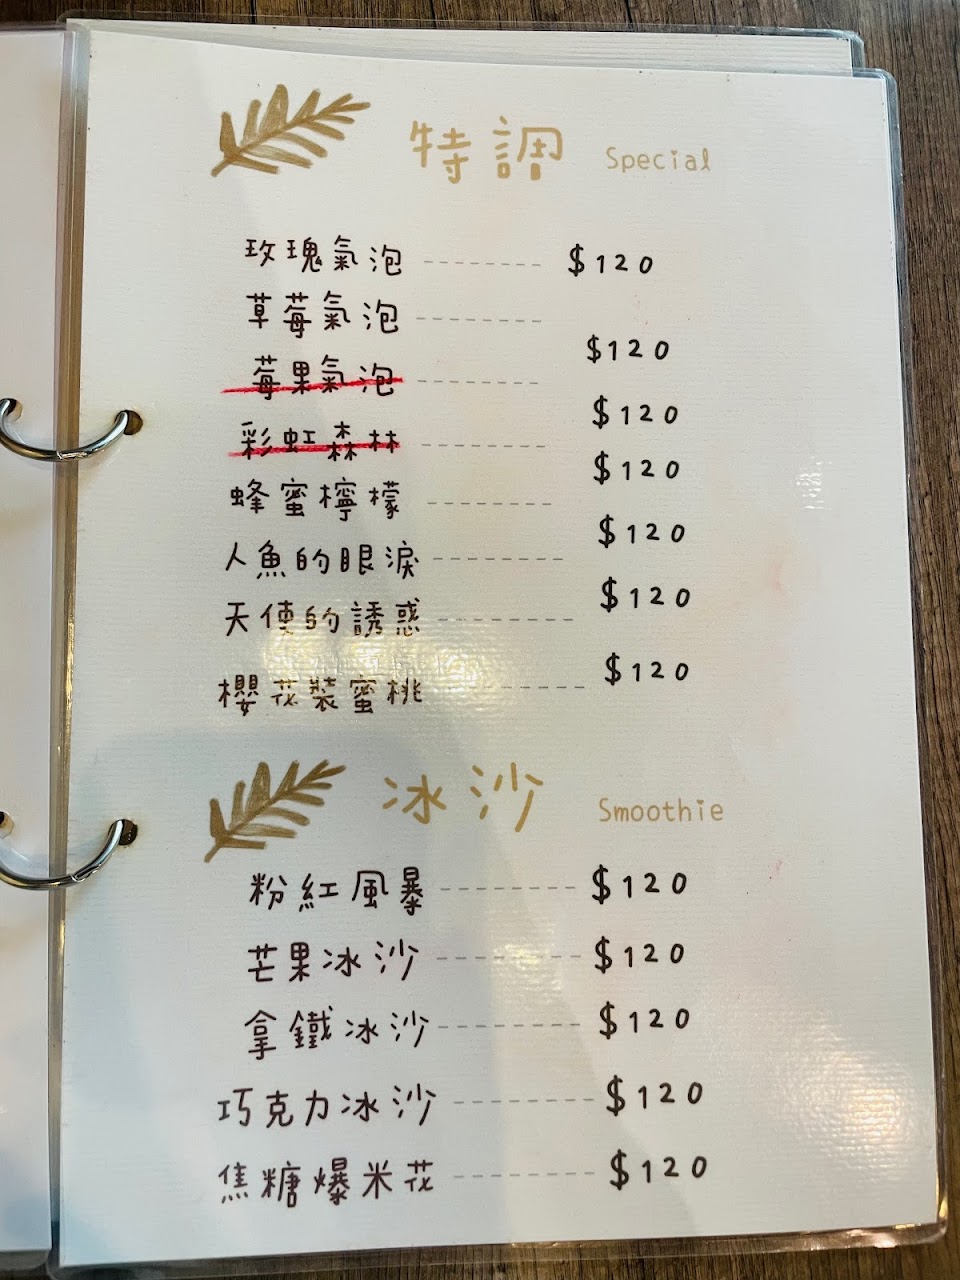 特調 Special
玫瑰氣泡 $120
草莓氣泡
莓果氣泡 $120
彩虹森林 $120
蜂蜜檸檬 $120
人魚的眼淚 $120
天使的誘惑 $120
櫻花裝蜜桃 $120
冰沙 Smoothie
粉紅風暴 $120
芒果冰沙 $120
拿鐵冰沙 $120
巧克力冰沙 $120
焦糖爆米花 $120